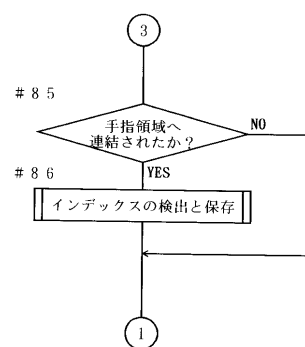 3
#85
手指領域へ
連結されたか？
NO
YES
#86
インデックスの検出と保存
1